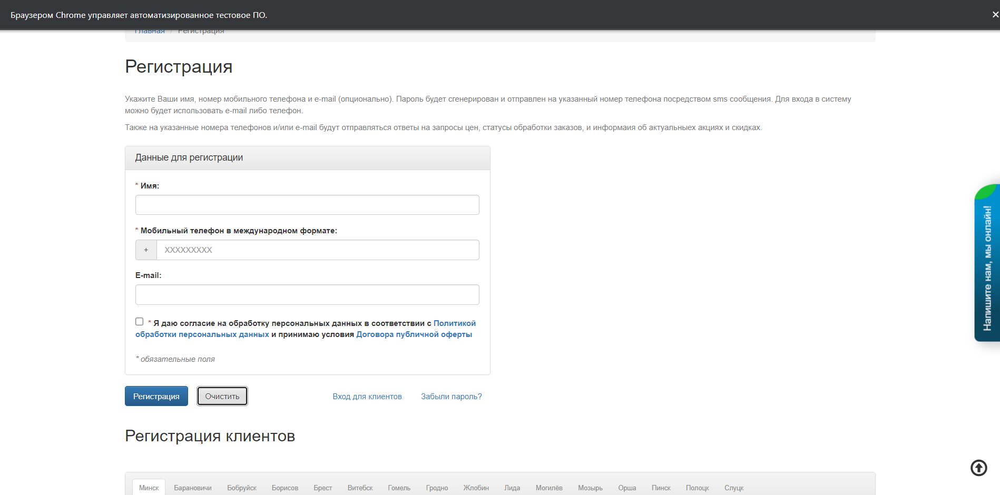 Браузером Chrome управляет автоматизированное тестовое ПО.
Главная / Регистрация
Регистрация
Укажите Ваши имя, номер мобильного телефона и e-mail (опционально). Пароль будет сгенерирован и отправлен на указанный номер телефона посредством sms сообщения. Для входа в систему
можно будет использовать e-mail либо телефон.
Также на указанные номера телефонов и/или e-mail будут отправляться ответы на запросы цен, статусы обработки заказов, и информаия об актуальныех акциях и скидках.
Данные для регистрации
* Имя:
* Мобильный телефон в международном формате:
+ XXXXXXXXX
E-mail:
* Я даю согласие на обработку персональных данных в соответствии с Политикой
обработки персональных данных и принимаю условия Договора публичной оферты
* обязательные поля
Регистрация Очистить Вход для клиентов Забыли пароль?
Напишите нам, мы онлайн!
Регистрация клиентов
Минск Барановичи Бобруйск Борисов Брест Витебск Гомель Гродно Жлобин Лида Могилёв Мозырь Орша Пинск Полоцк Слуцк